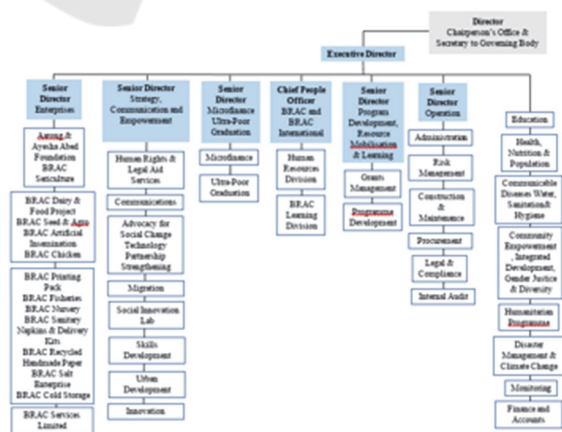 Director
Chairperson's Office &
Secretary to Governing Body
Executive Director
Senior
Director
Enterprises
Aarong &
Ayesha Abed
Foundation
BRAC
Sericulture
BRAC Dairy &
Food Project
BRAC Seed & Agro
BRAC Artificial
Insemination
BRAC Chicken
BRAC Printing
Pack
BRAC Fisheries
BRAC Nursery
BRAC Sanitary
Napkins & Delivery
Kits
BRAC Recycled
Handmade Paper
BRAC Salt
Enterprise
BRAC Cold Storage
BRAC Services
Limited
Senior Director
Strategy,
Communication and
Empowerment
Human Rights &
Legal Aid
Services
Communications
Advocacy for
Social Change
Technology
Partnership
Strengthening
Migration
Social Innovation
Lab
Skills
Development
Urban
Development
Innovation
Senior
Director
Microfinance
Ultra-Poor
Graduation
Microfinance
Ultra-Poor
Graduation
Chief People
Officer
BRAC and
BRAC
International
Human
Resources
Division
BRAC
Learning
Division
Senior
Director
Program
Development,
Resource
Mobilisation
& Learning
Grants
Management
Programme
Development
Senior
Director
Operation
Administration
Risk
Management
Construction
&
Maintenance
Procurement
Legal &
Compliance
Internal Audit
Education
Health,
Nutrition &
Population
Communicable
Diseases Water,
Sanitation&
Hygiene
Community
Empowerment
, Integrated
Development,
Gender Justice
& Diversity
Humanitarian
Programme
Disaster
Management &
Climate Change
Monitoring
Finance and
Accounts